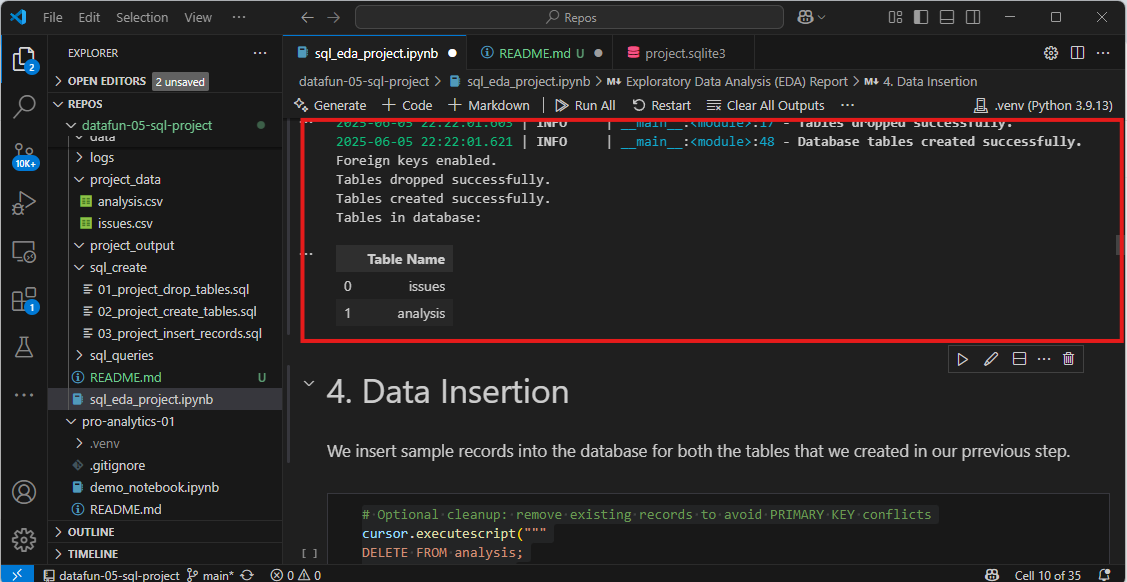 File Edit Selection View ··· Repos
EXPLORER ···
OPEN EDITORS 2 unsaved
REPOS
datafun-05-sql-project
data
logs
project_data
analysis.csv
issues.csv
project_output
sql_create
01_project_drop_tables.sql
02_project_create_tables.sql
03_project_insert_records.sql
sql_queries
README.md U
sql_eda_project.ipynb
pro-analytics-01
.venv
.gitignore
demo_notebook.ipynb
README.md
OUTLINE
TIMELINE
2
10K+
1
sql_eda_project.ipynb README.md U project.sqlite3
datafun-05-sql-project > sql_eda_project.ipynb > M↓ Exploratory Data Analysis (EDA) Report > M↓ 4. Data Insertion
Generate + Code + Markdown | Run All Restart Clear All Outputs ··· .venv (Python 3.9.13)
2025-06-05 22:22:01.603 | INFO | __main__:<module>:17 - Tables dropped successfully.
2025-06-05 22:22:01.621 | INFO | __main__:<module>:48 - Database tables created successfully.
Foreign keys enabled.
Tables dropped successfully.
Tables created successfully.
Tables in database:
Table Name
0 issues
1 analysis
4. Data Insertion
We insert sample records into the database for both the tables that we created in our prrevious step.
# Optional cleanup: remove existing records to avoid PRIMARY KEY conflicts
cursor.executescript("""
[ ] DELETE FROM analysis;
datafun-05-sql-project main* 0 0 Cell 10 of 35